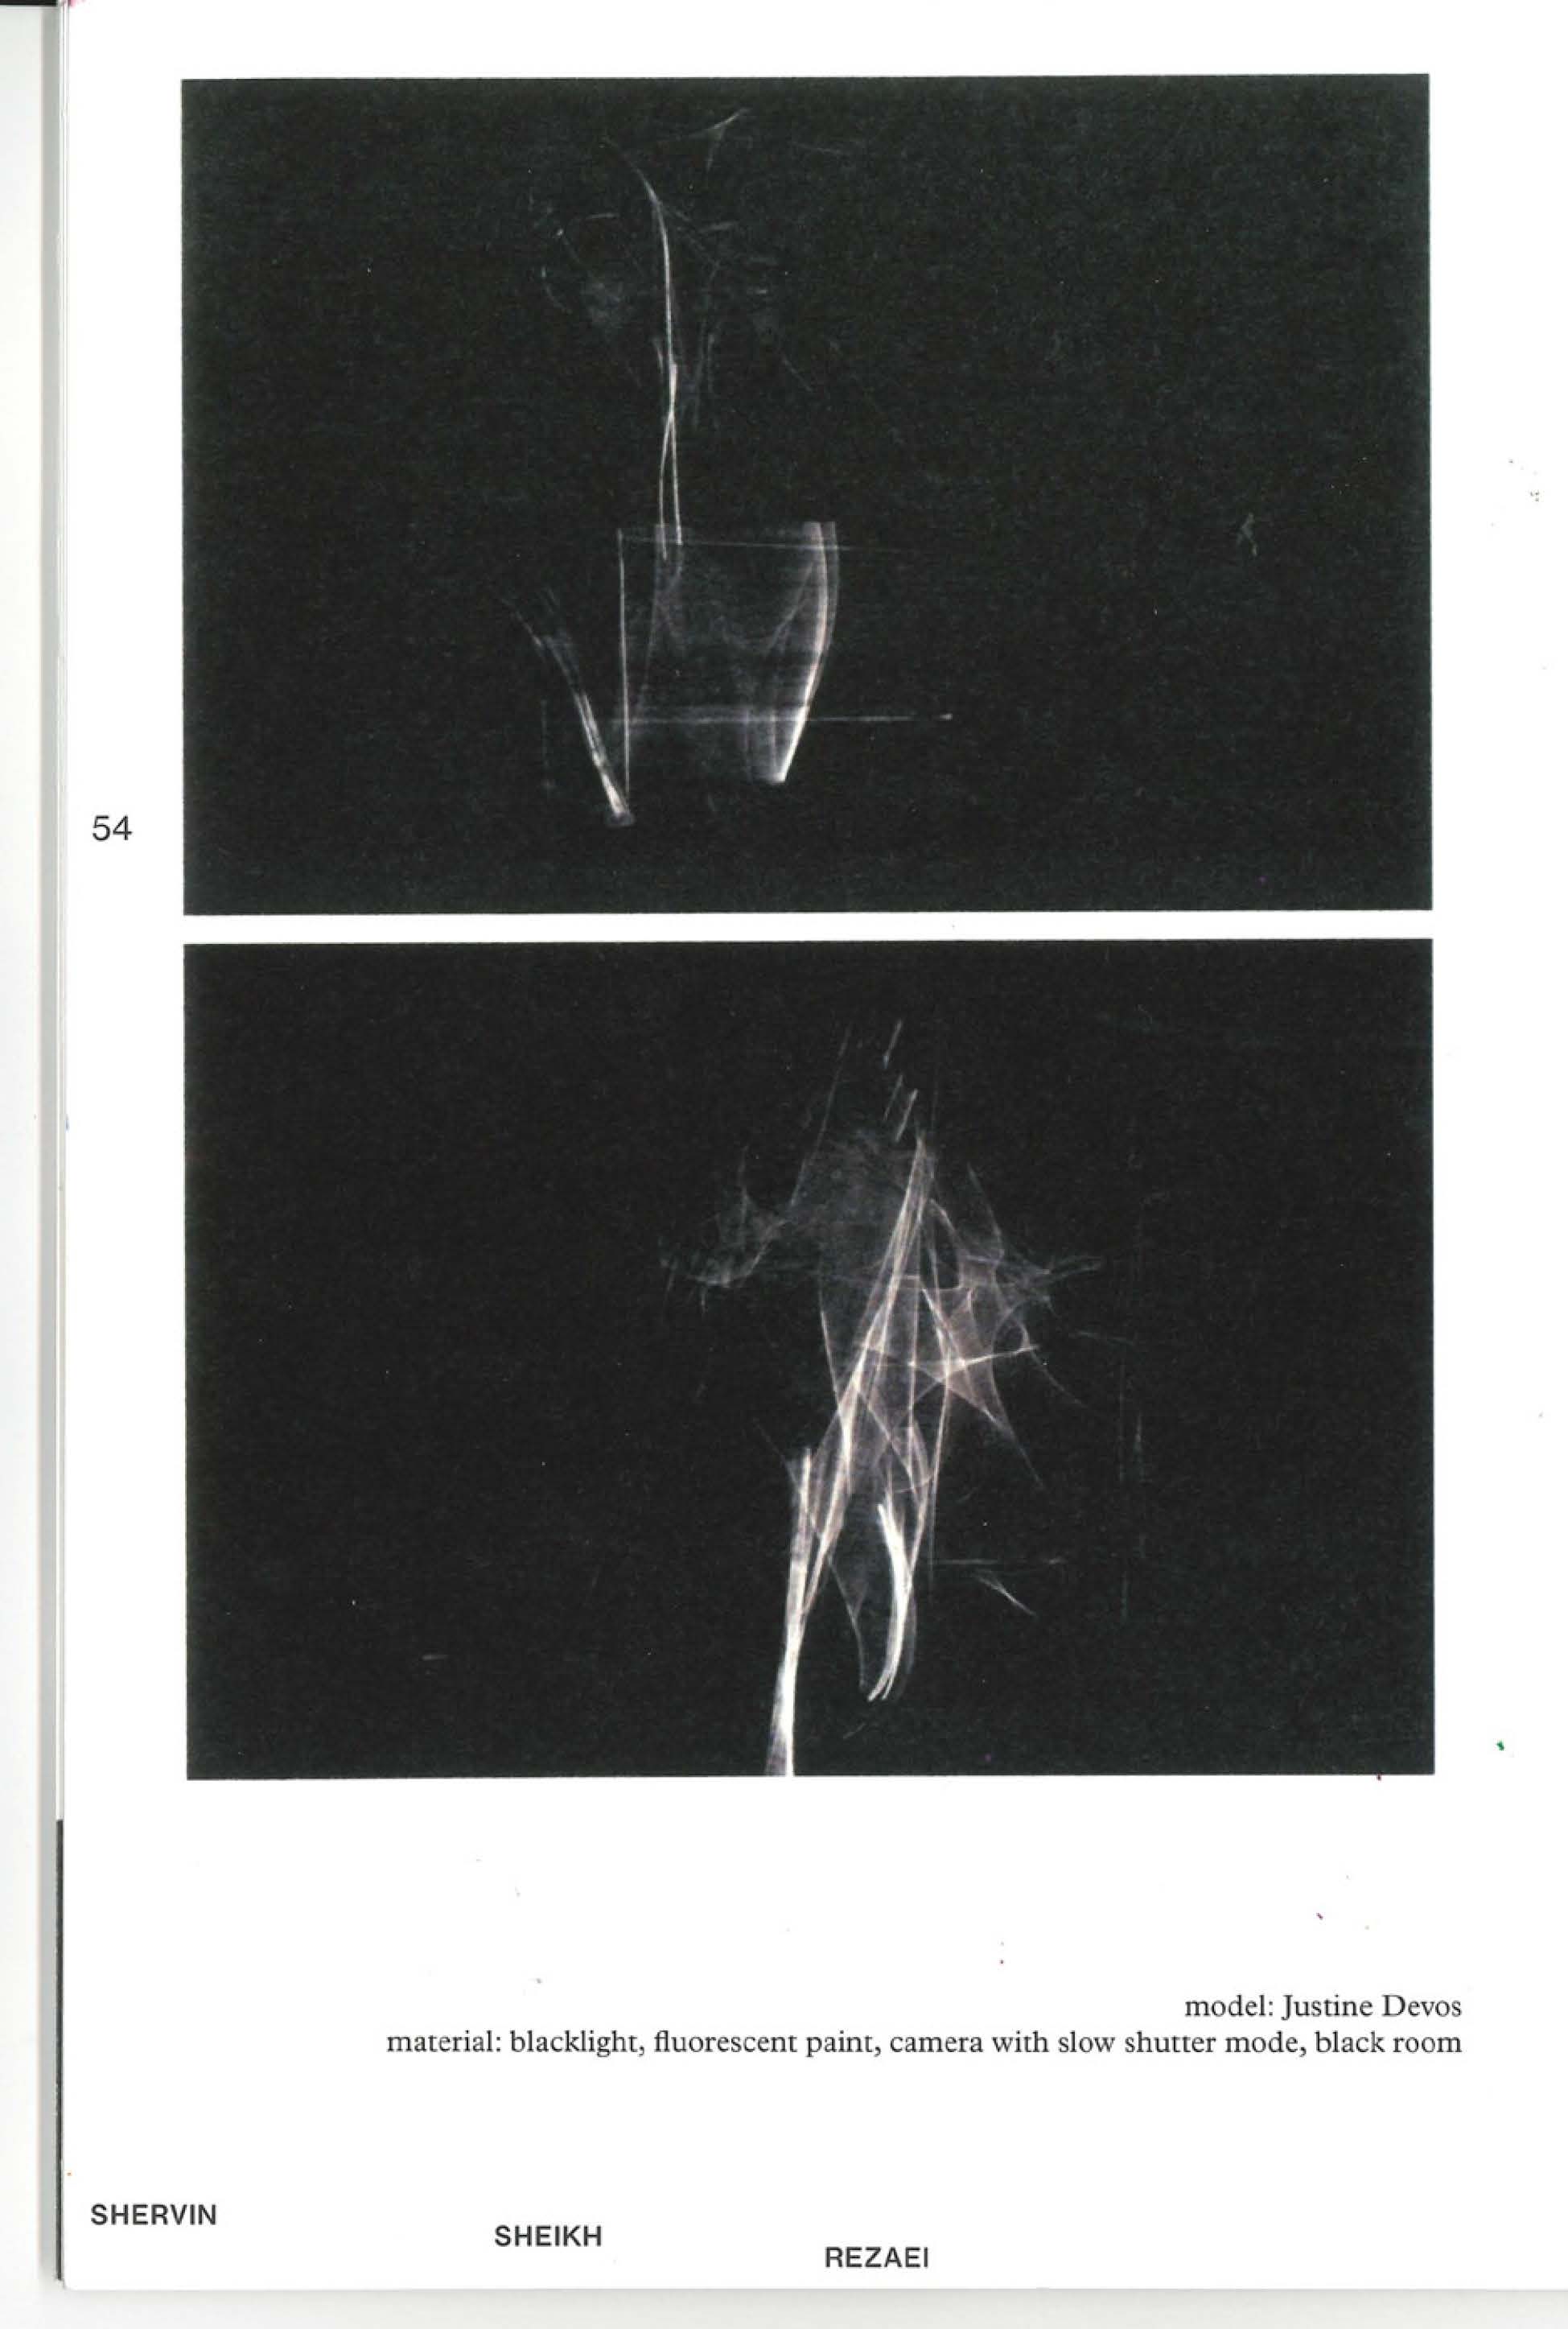 54
model: Justine Devos
material: blacklight, fluorescent paint, camera with slow shutter mode, black room
SHERVIN
SHEIKH
REZAEI